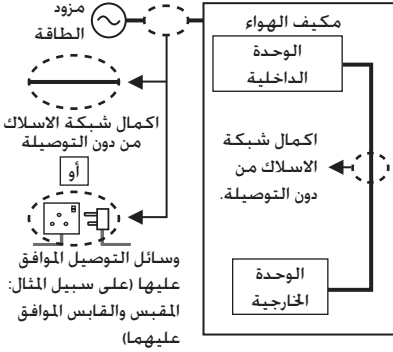 مزود
الطاقة
مكيف الهواء
الوحدة
الداخلية
اكمال شبكة الاسلاك
من دون التوصيلة
أو
اكمال شبكة
الاسلاك من
دون التوصيلة.
وسائل التوصيل الموافق
عليها (على سبيل المثال:
المقبس والقابس الموافق
عليهما)
الوحدة
الخارجية